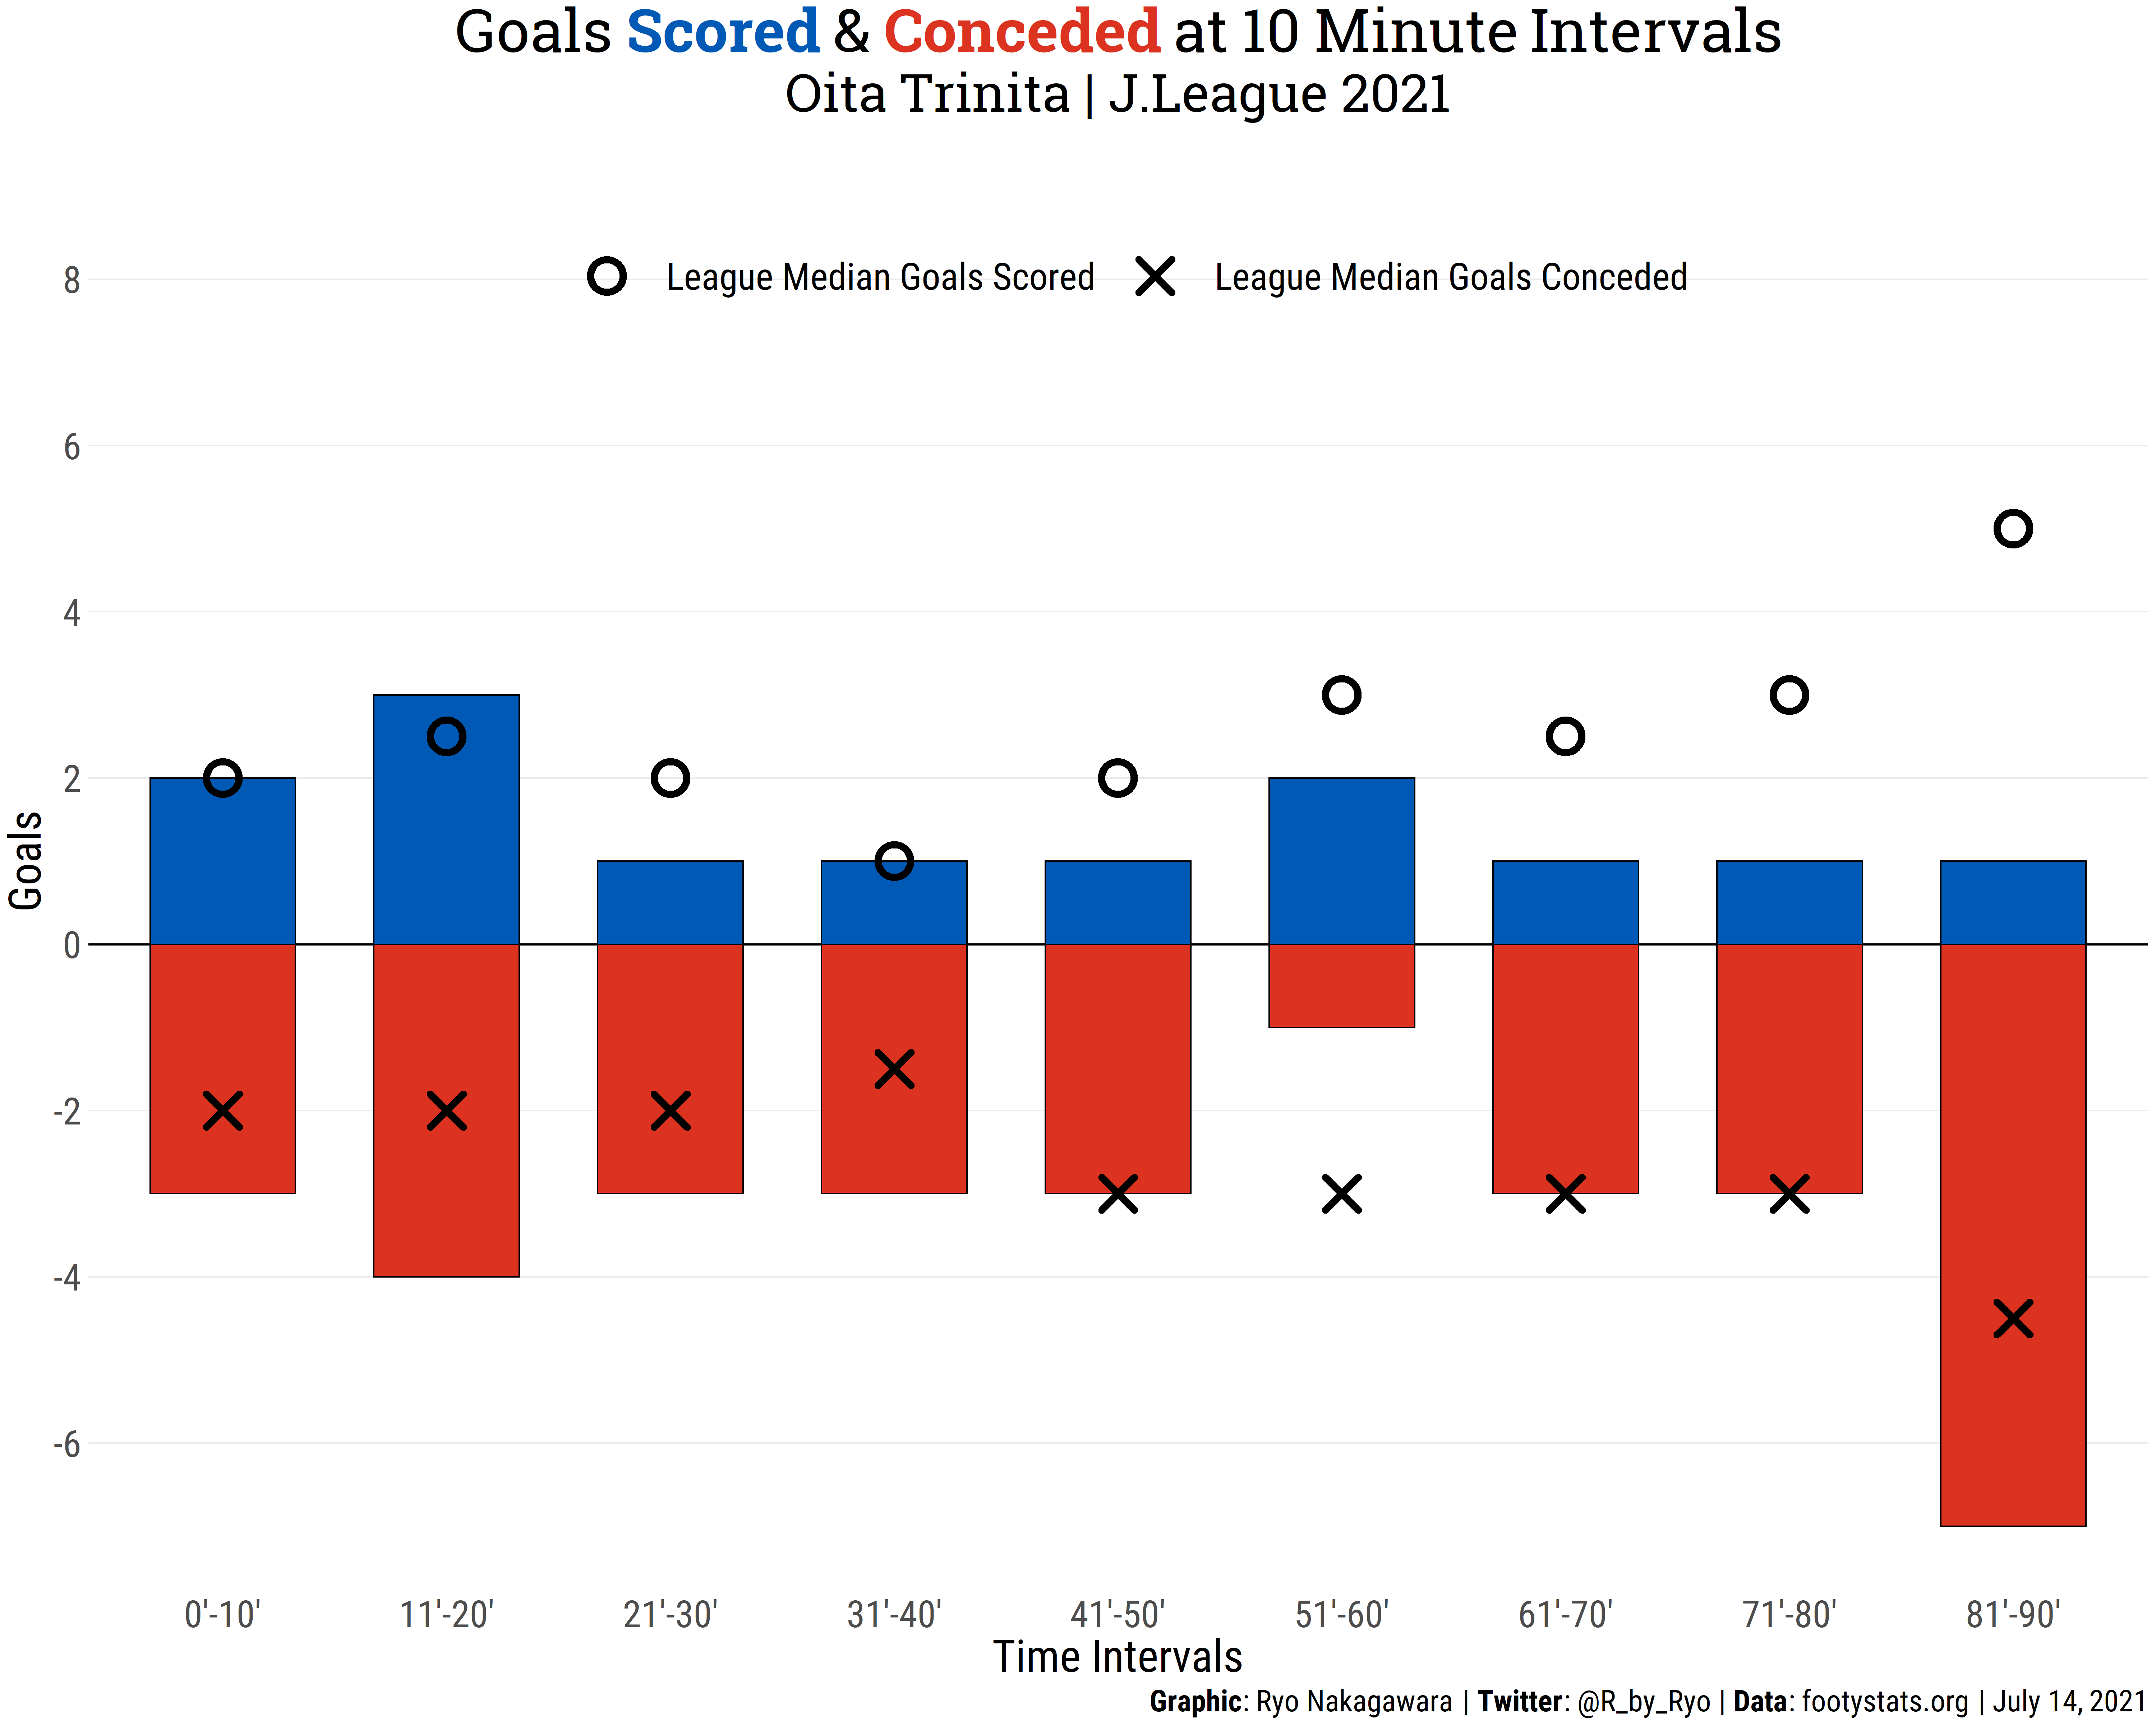 Goals Scored & Conceded at 10 Minute Intervals
Oita Trinita | J.League 2021
League Median Goals Scored
League Median Goals Conceded
8
6
4
2
0
-2
-4
-6
Goals
0'-10'
11'-20'
21'-30'
31'-40'
41'-50'
51'-60'
61'-70'
71'-80'
81'-90'
Time Intervals
Graphic: Ryo Nakagawara | Twitter: @R_by_Ryo | Data: footystats.org | July 14, 2021